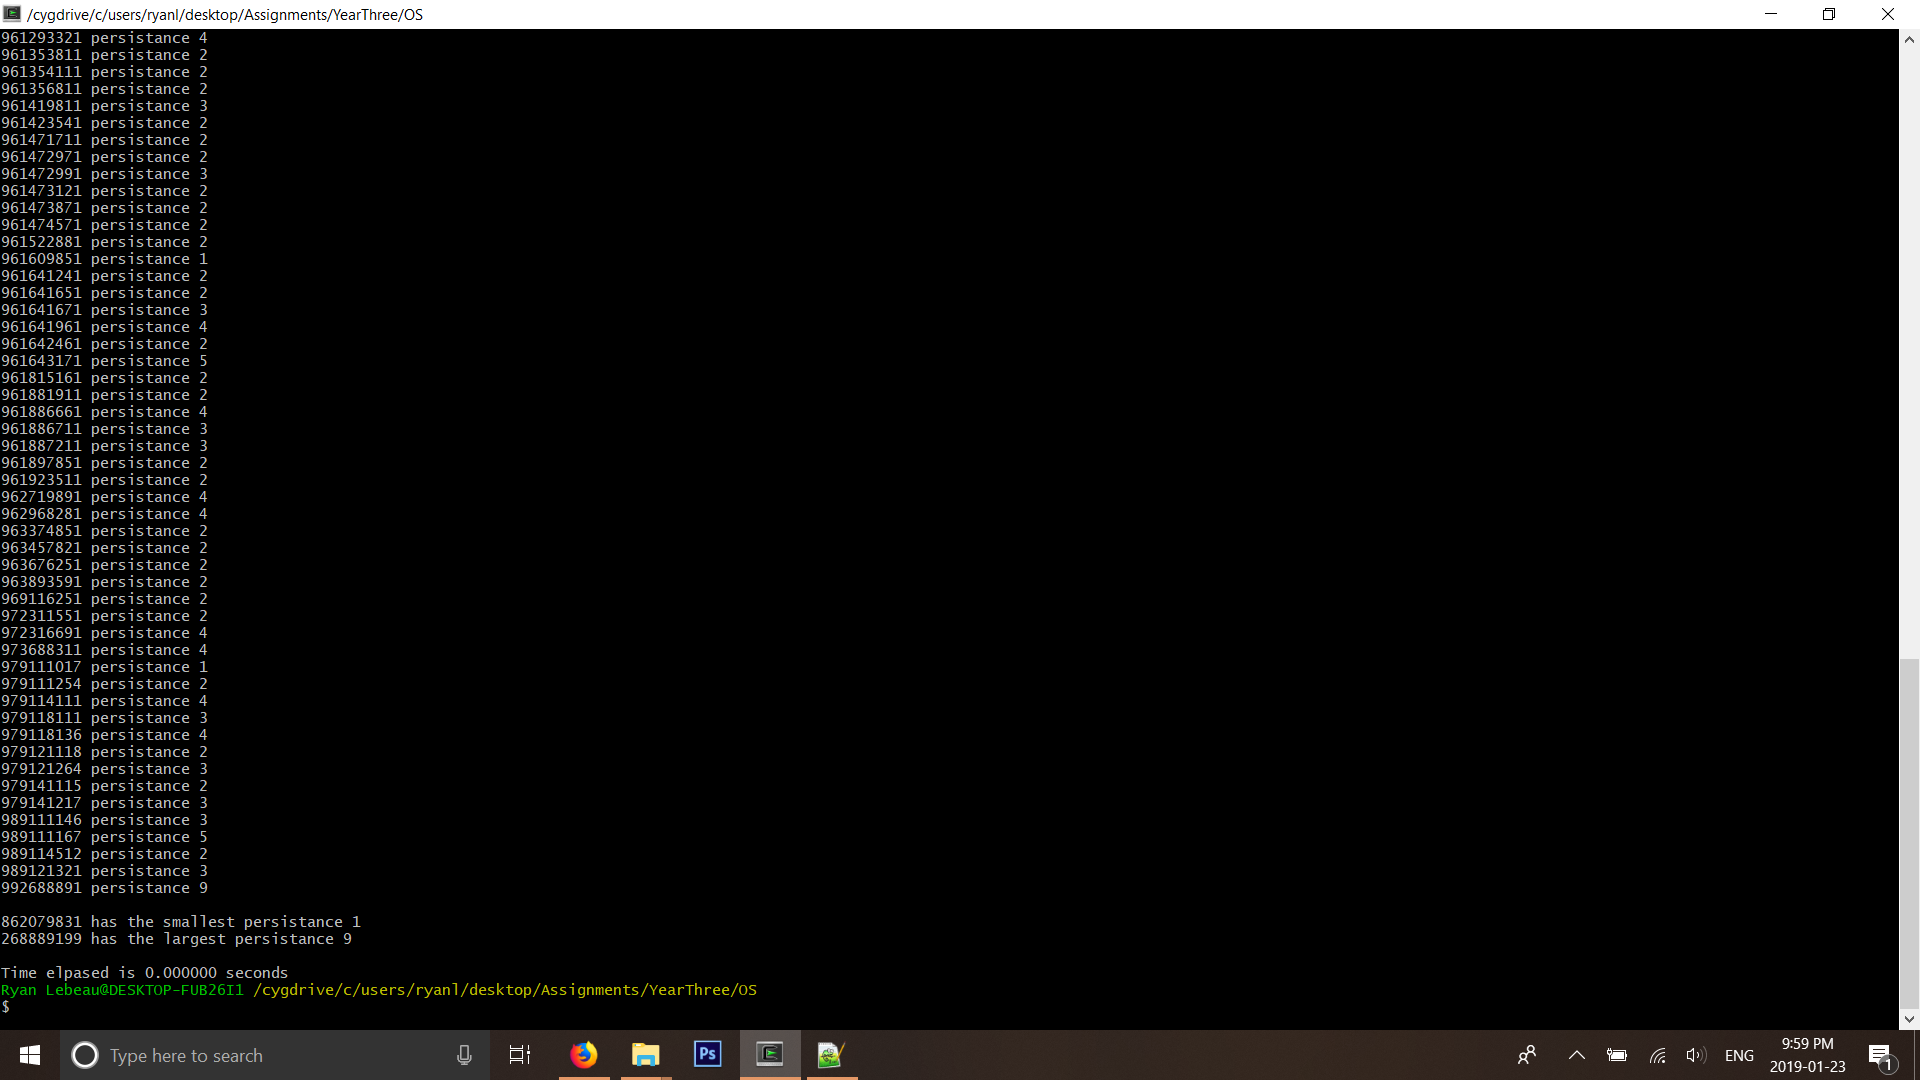 /cygdrive/c/users/ryanl/desktop/Assignments/YearThree/OS
961293321 persistance 4
961353811 persistance 2
961354111 persistance 2
961356811 persistance 2
961419811 persistance 3
961423541 persistance 2
961471711 persistance 2
961472971 persistance 2
961472991 persistance 3
961473121 persistance 2
961473871 persistance 2
961474571 persistance 2
961522881 persistance 2
961609851 persistance 1
961641241 persistance 2
961641651 persistance 2
961641671 persistance 3
961641961 persistance 4
961642461 persistance 2
961643171 persistance 5
961815161 persistance 2
961881911 persistance 2
961886661 persistance 4
961886711 persistance 3
961887211 persistance 3
961897851 persistance 2
961923511 persistance 2
962719891 persistance 4
962968281 persistance 4
963374851 persistance 2
963457821 persistance 2
963676251 persistance 2
963893591 persistance 2
969116251 persistance 2
972311551 persistance 2
972316691 persistance 4
973688311 persistance 4
979111017 persistance 1
979111254 persistance 2
979114111 persistance 4
979118111 persistance 3
979118136 persistance 4
979121118 persistance 2
979121264 persistance 3
979141115 persistance 2
979141217 persistance 3
989111146 persistance 3
989111167 persistance 5
989114512 persistance 2
989121321 persistance 3
992688891 persistance 9
862079831 has the smallest persistance 1
268889199 has the largest persistance 9
Time elpased is 0.000000 seconds
Ryan Lebeau@DESKTOP-FUB26I1 /cygdrive/c/users/ryanl/desktop/Assignments/YearThree/OS
$
Type here to search
Ps
ENG
9:59 PM
2019-01-23
1